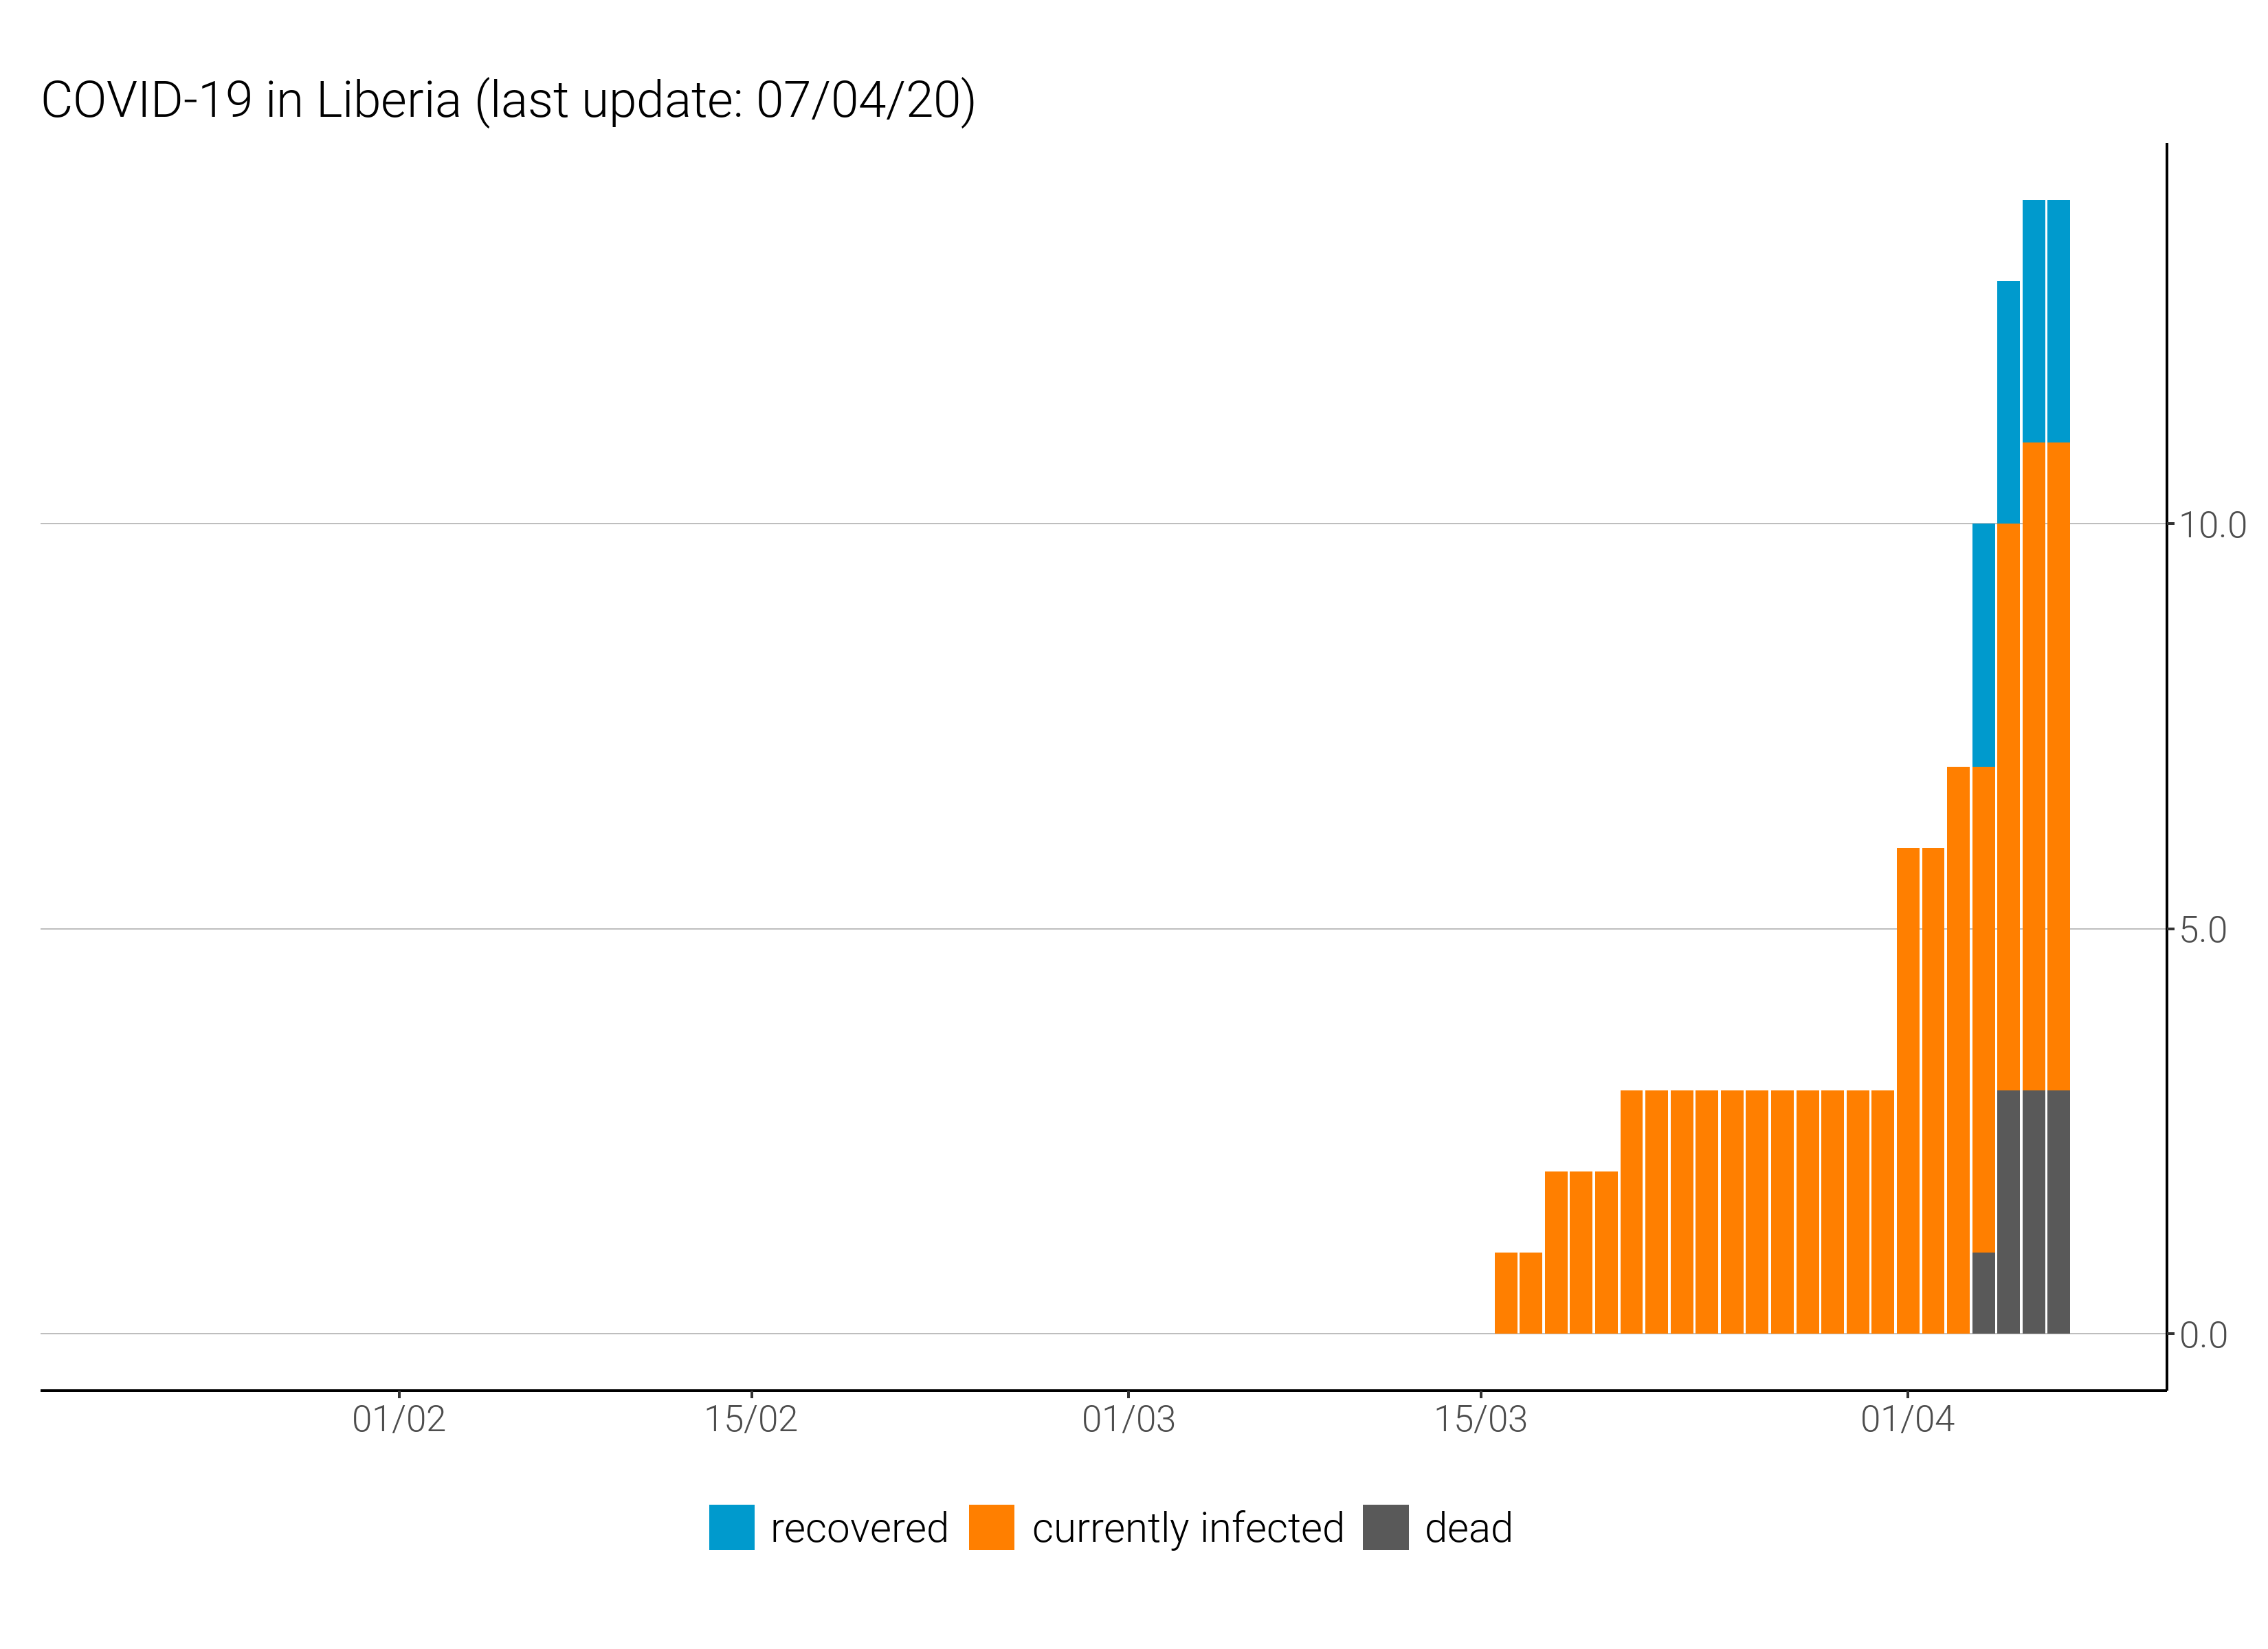 COVID-19 in Liberia (last update: 07/04/20)
10.0
5.0
0.0
01/02 15/02 01/03 15/03 01/04
recovered currently infected dead